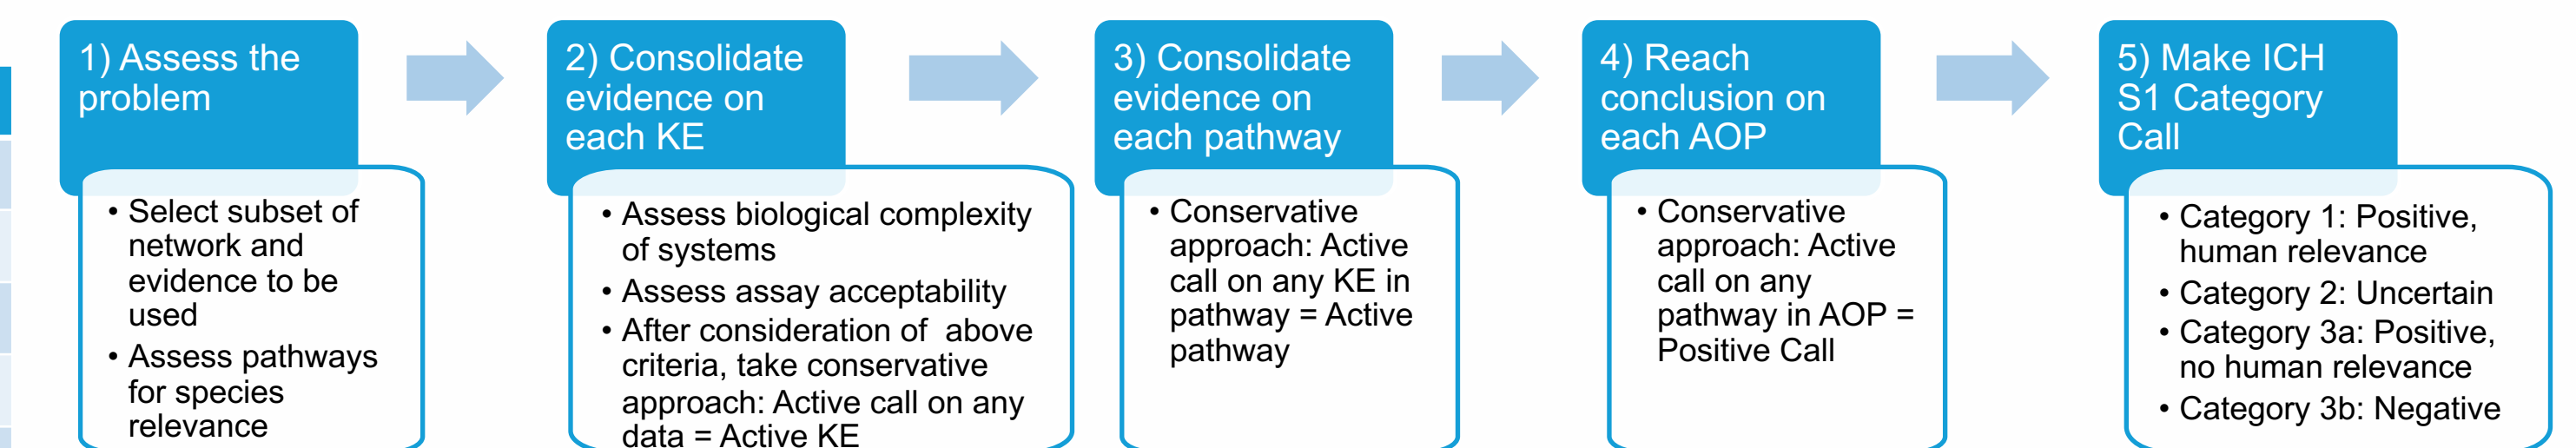 1) Assess the
problem
• Select subset of
network and
evidence to be
used
• Assess pathways
for species
relevance
2) Consolidate
evidence on
each KE
• Assess biological complexity
of systems
• Assess assay acceptability
• After consideration of above
criteria, take conservative
approach: Active call on any
data = Active KE
3) Consolidate
evidence on
each pathway
• Conservative
approach: Active
call on any KE in
pathway = Active
pathway
4) Reach
conclusion on
each AOP
• Conservative
approach: Active
call on any
pathway in AOP =
Positive Call
5) Make ICH
S1 Category
Call
• Category 1: Positive,
human relevance
• Category 2: Uncertain
• Category 3a: Positive,
no human relevance
• Category 3b: Negative